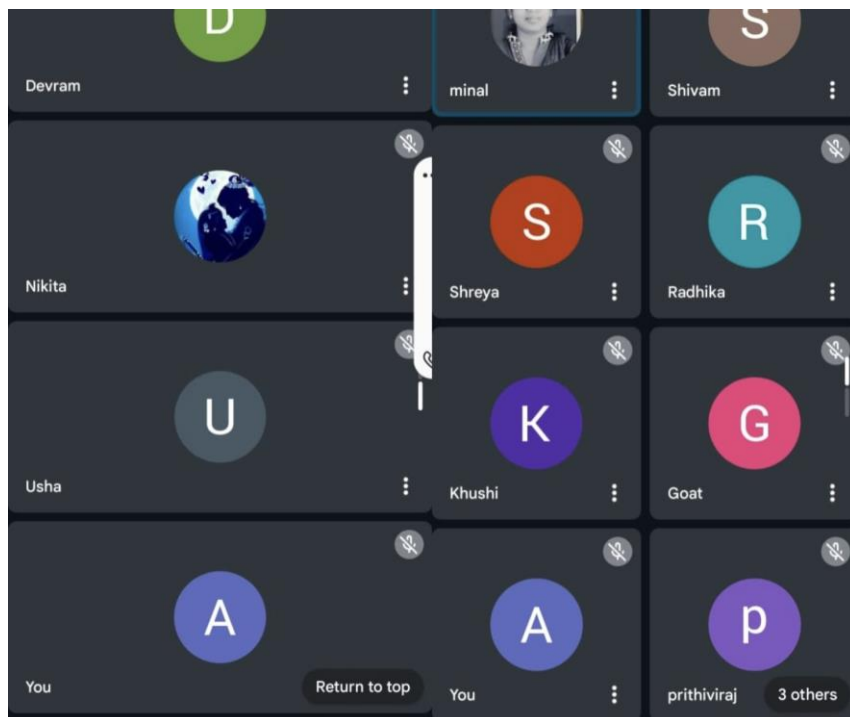 D
Devram
Nikita
U
Usha
A
You
Return to top
minal
S
Shivam
S
Shreya
R
Radhika
K
Khushi
G
Goat
A
You
p
prithiviraj
3 others